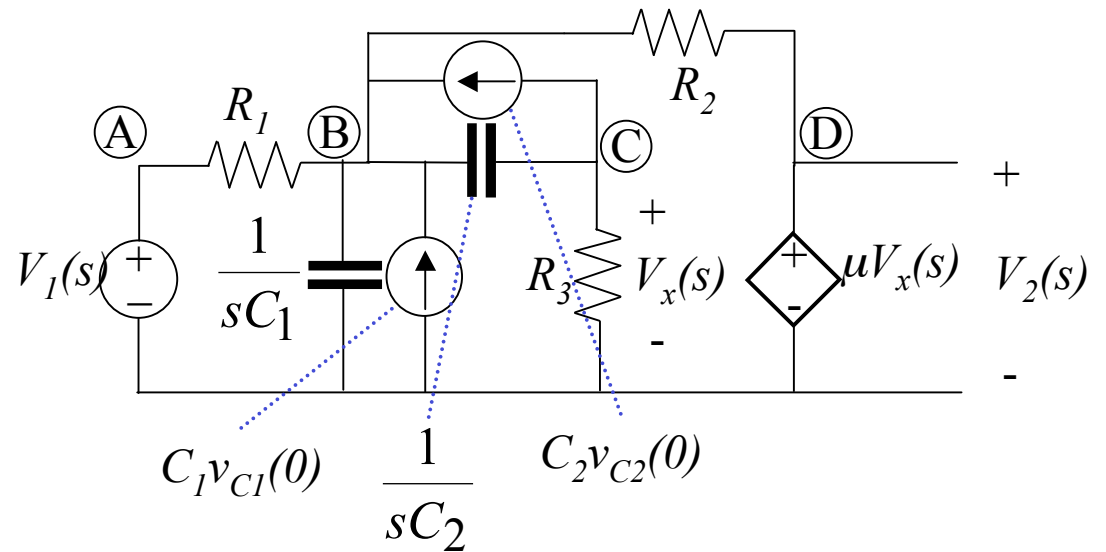 R2
R1
A
B
C
D
+
+
V1(s)
+
−
1
sC1
R3
Vx(s)
+
-
μVx(s)
V2(s)
-
-
C1vC1(0)
1
sC2
C2vC2(0)